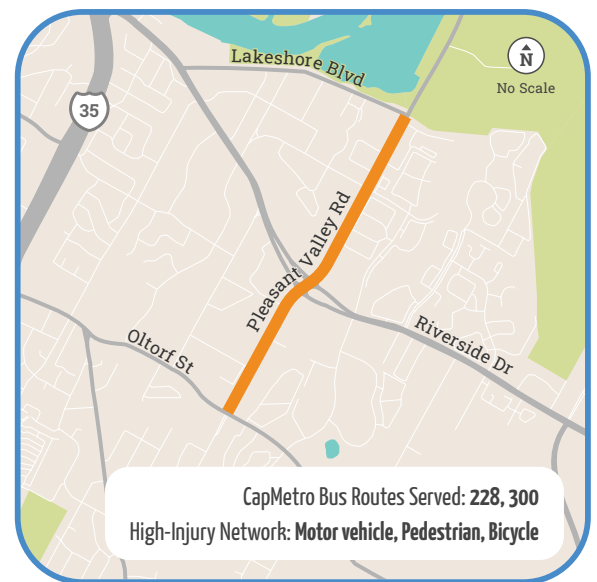 Lakeshore Blvd
N
No Scale
35
Pleasant Valley Rd
Riverside Dr
Oltorf St
CapMetro Bus Routes Served: 228, 300
High-Injury Network: Motor vehicle, Pedestrian, Bicycle